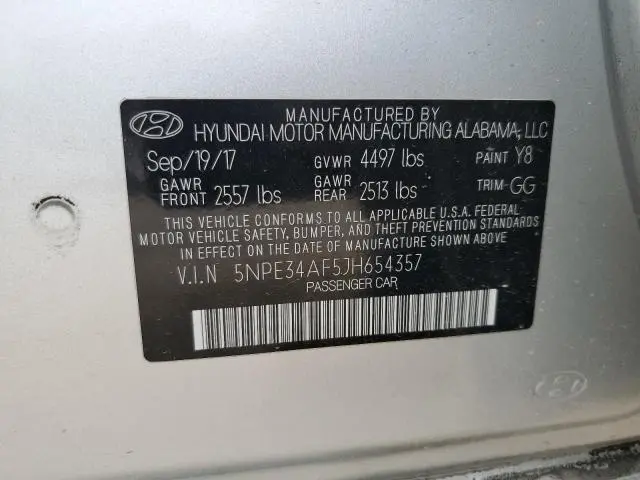 MANUFACTURED BY
HYUNDAI MOTOR MANUFACTURING ALABAMA, LLC
Sep/19/17 GVWR 4497 lbs PAINT Y8
GAWR FRONT 2557 lbs GAWR REAR 2513 lbs TRIM-GG
THIS VEHICLE CONFORMS TO ALL APPLICABLE U.S.A. FEDERAL
MOTOR VEHICLE SAFETY, BUMPER, AND THEFT PREVENTION STANDARDS
IN EFFECT ON THE DATE OF MANUFACTURE SHOWN ABOVE.
V.I.N 5NPE34AF5JH654357
PASSENGER CAR